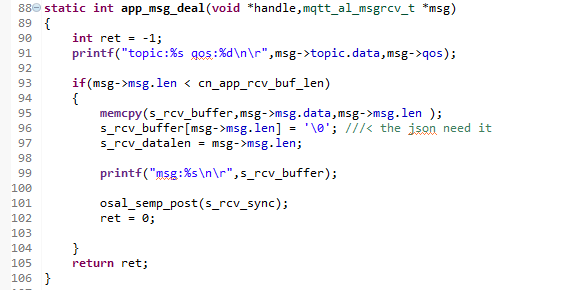 88 static int app_msg_deal(void *handle,mqtt_al_msgrcv_t *msg)
89 {
90     int ret = -1;
91     printf("topic:%s qos:%d\n\r",msg->topic.data,msg->qos);
92
93     if(msg->msg.len < cn_app_rcv_buf_len)
94     {
95         memcpy(s_rcv_buffer,msg->msg.data,msg->msg.len );
96         s_rcv_buffer[msg->msg.len] = '\0'; ///< the json need it
97         s_rcv_datalen = msg->msg.len;
98
99         printf("msg:%s\n\r",s_rcv_buffer);
100
101         osal_semp_post(s_rcv_sync);
102         ret = 0;
103
104     }
105     return ret;
106 }